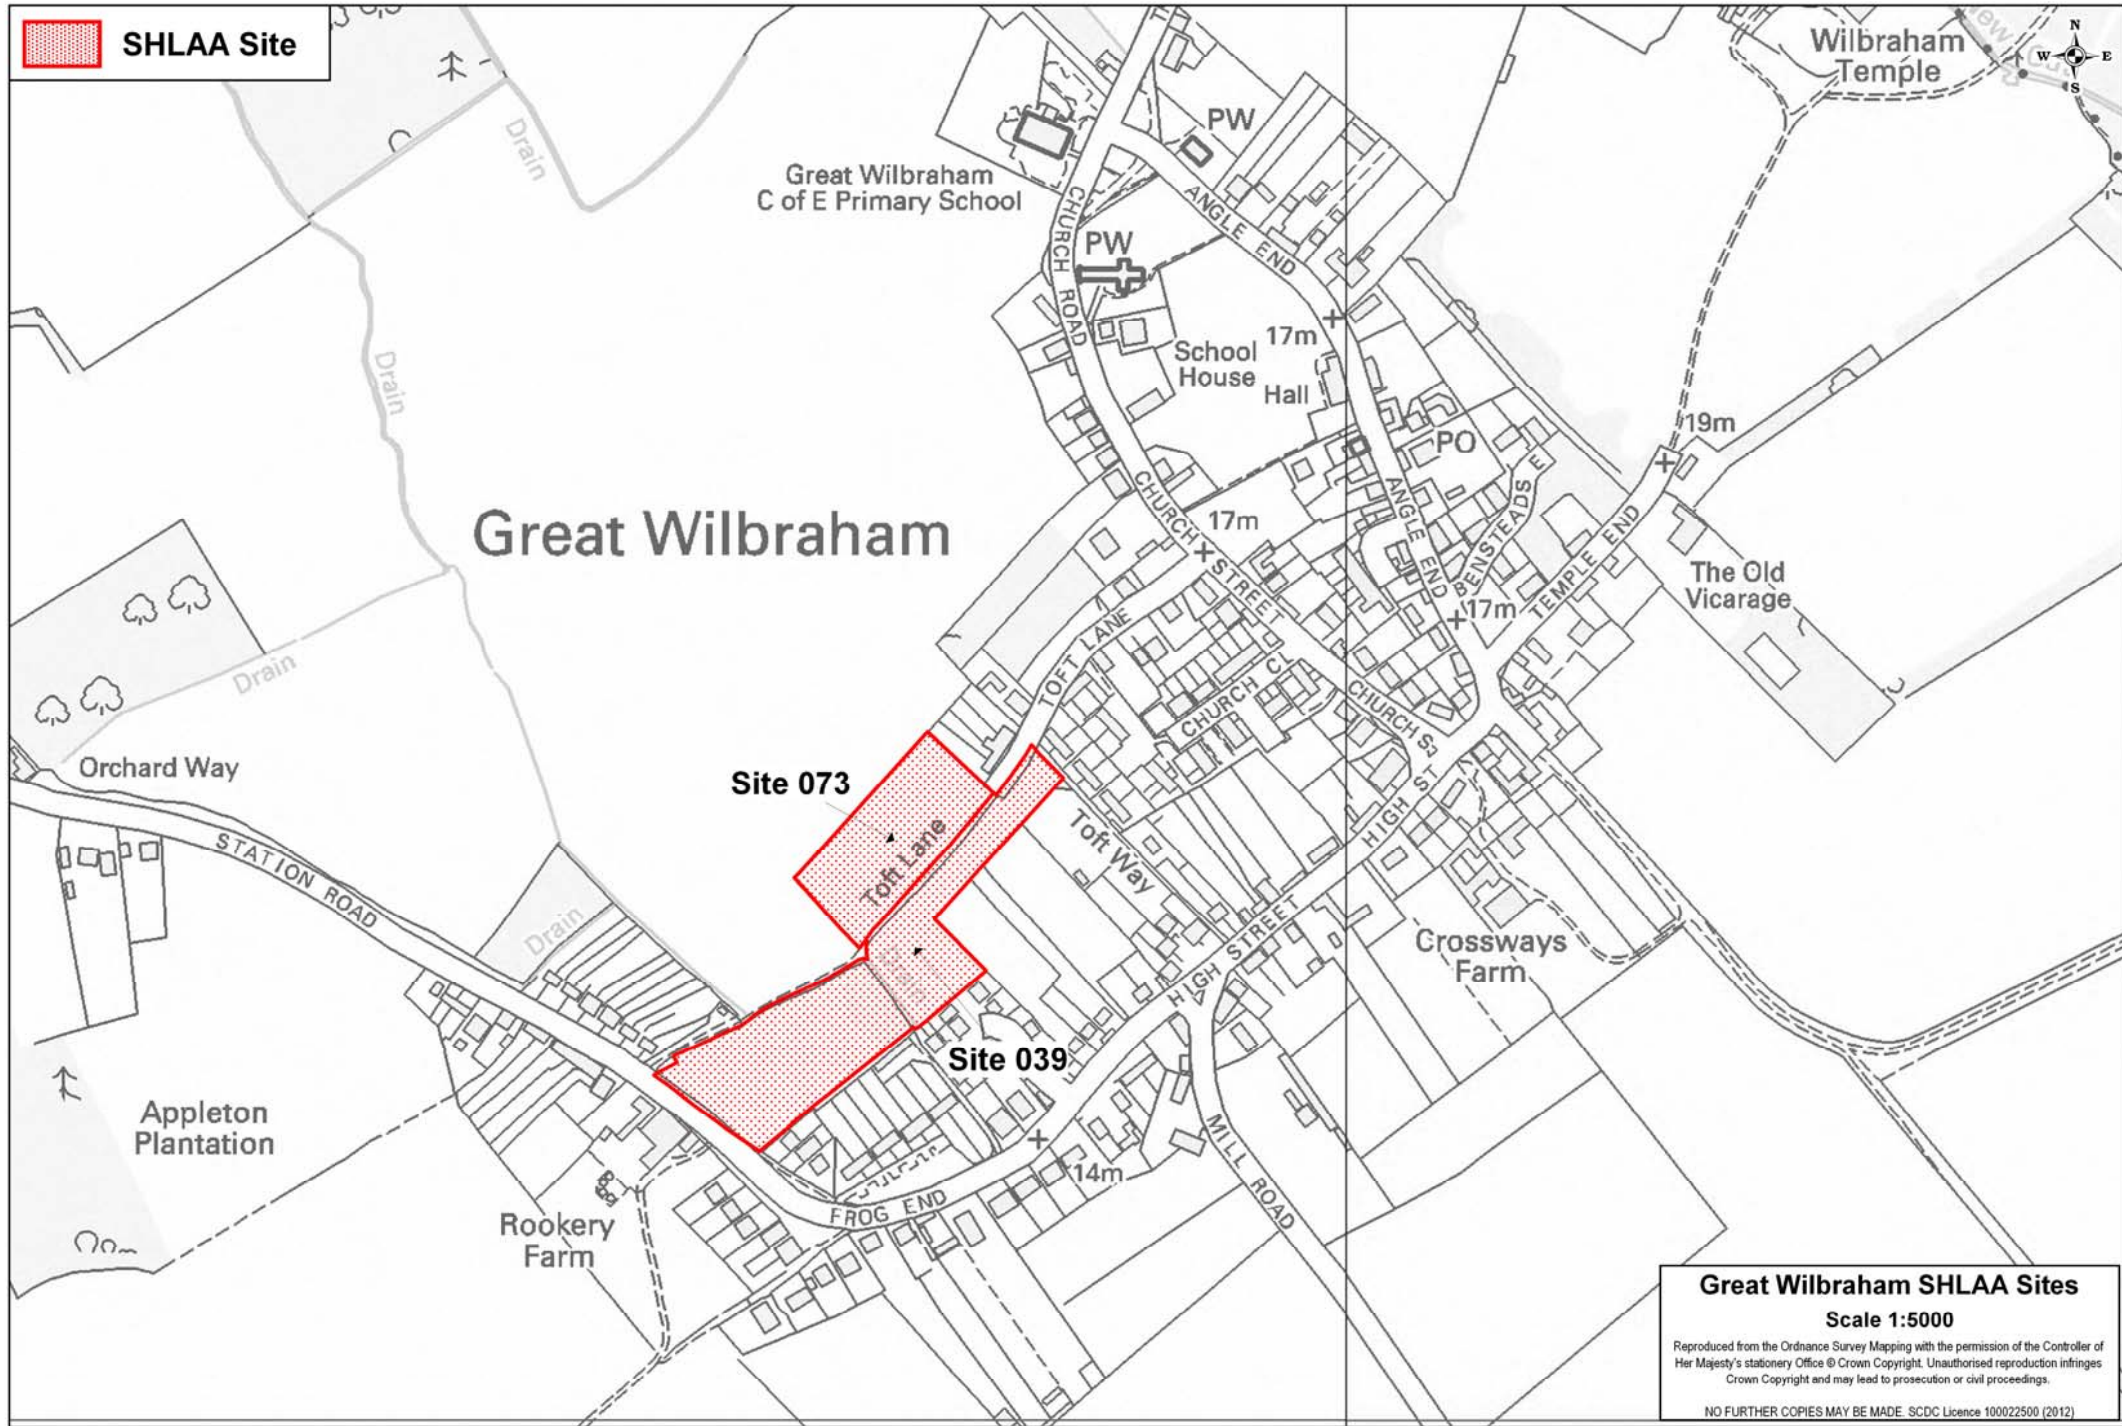 SHLAA Site
Wilbraham
Temple
N
W
E
S
Drain
PW
Great Wilbraham
C of E Primary School
CHURCH ROAD
ANGLE END
PW
17m
School
House
Hall
Drain
19m
PO
Great Wilbraham
CHURCH STREET
17m
ANGLE END
BENSTEADS E
TEMPLE END
The Old
Vicarage
17m
TOFT LANE
Drain
CHURCH C
CHURCH ST
Orchard Way
Site 073
HIGH ST
STATION ROAD
Toft Lane
Toft Way
Drain
HIGH STREET
Crossways
Farm
Site 039
Appleton
Plantation
MILL ROAD
14m
FROG END
Rookery
Farm
Great Wilbraham SHLAA Sites
Scale 1:5000
Reproduced from the Ordnance Survey Mapping with the permission of the Controller of
Her Majesty's stationery Office © Crown Copyright. Unauthorised reproduction infringes
Crown Copyright and may lead to prosecution or civil proceedings.
NO FURTHER COPIES MAY BE MADE. SCDC Licence 100022500 (2012)